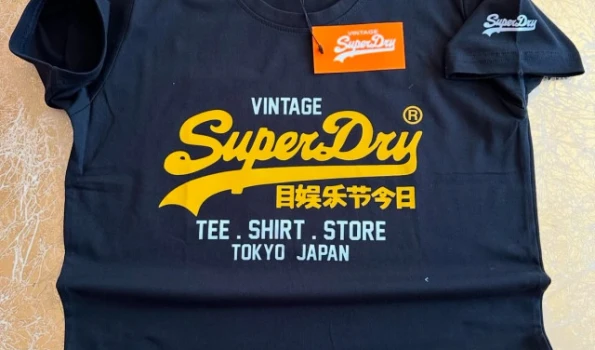 VINTAGE
SuperDry
SuperDry
VINTAGE
SuperDry®
目娱乐节今日
TEE . SHIRT . STORE
TOKYO JAPAN